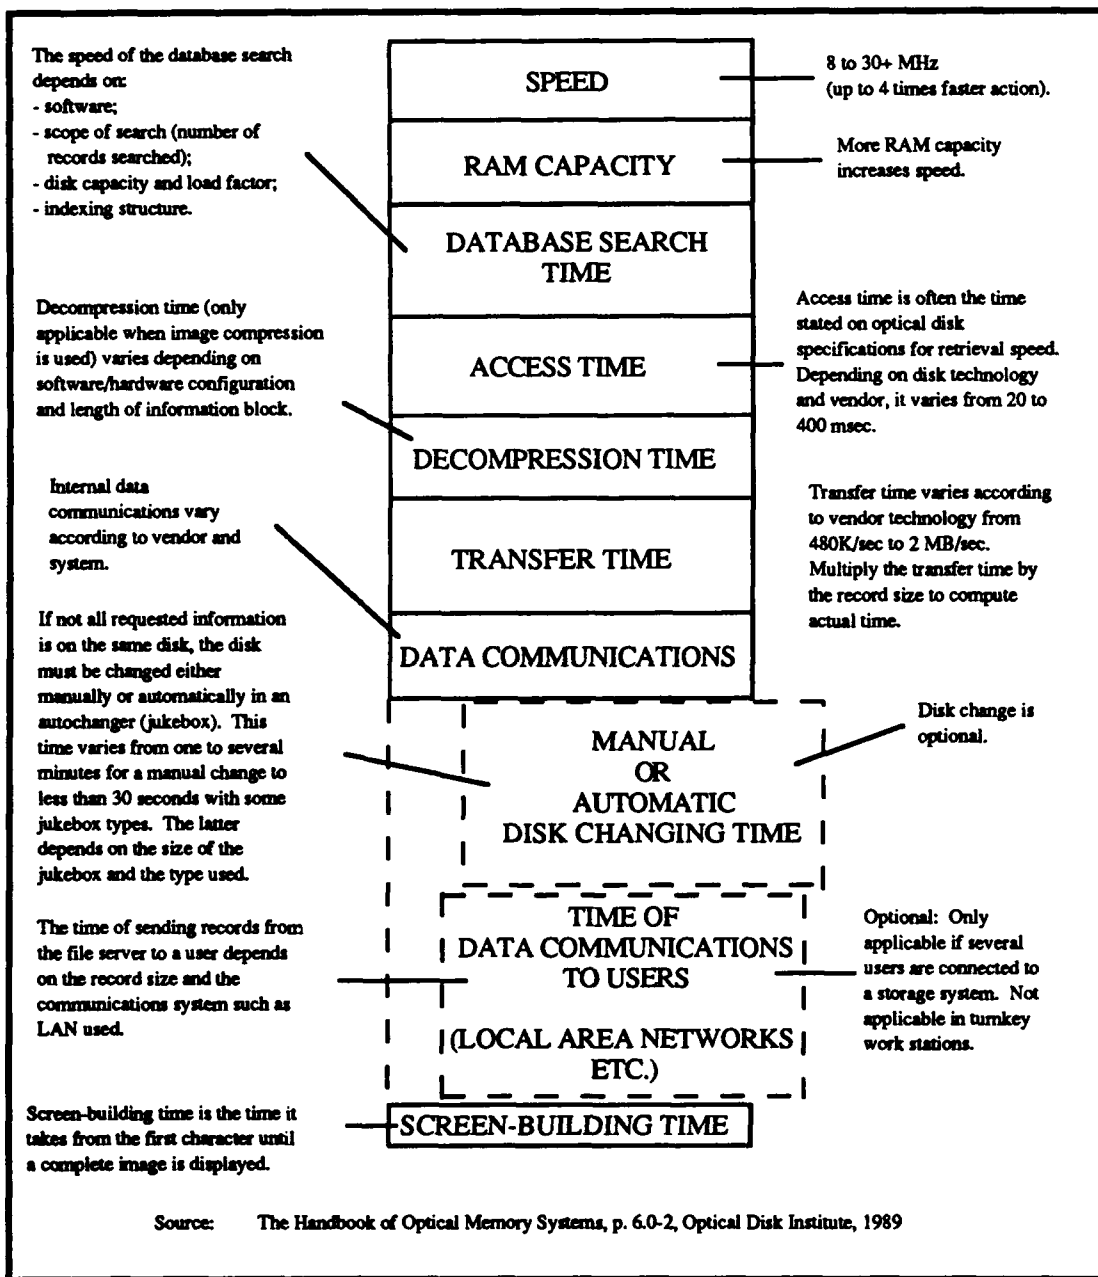 The speed of the database search
depends on:
- software;
- scope of search (number of
records searched);
- disk capacity and load factor;
- indexing structure.
SPEED
8 to 30+ MHz
(up to 4 times faster action).
RAM CAPACITY
More RAM capacity
increases speed.
DATABASE SEARCH
TIME
Decompression time (only
applicable when image compression
is used) varies depending on
software/hardware configuration
and length of information block.
ACCESS TIME
Access time is often the time
stated on optical disk
specifications for retrieval speed.
Depending on disk technology
and vendor, it varies from 20 to
400 msec.
DECOMPRESSION TIME
Internal data
communications vary
according to vendor and
system.
TRANSFER TIME
Transfer time varies according
to vendor technology from
480K/sec to 2 MB/sec.
Multiply the transfer time by
the record size to compute
actual time.
DATA COMMUNICATIONS
If not all requested information
is on the same disk, the disk
must be changed either
manually or automatically in an
autochanger (jukebox). This
time varies from one to several
minutes for a manual change to
less than 30 seconds with some
jukebox types. The latter
depends on the size of the
jukebox and the type used.
MANUAL
OR
AUTOMATIC
DISK CHANGING TIME
Disk change is
optional.
The time of sending records from
the file server to a user depends
on the record size and the
communications system such as
LAN used.
TIME OF
DATA COMMUNICATIONS
TO USERS
(LOCAL AREA NETWORKS
ETC.)
Optional: Only
applicable if several
users are connected to
a storage system. Not
applicable in turnkey
work stations.
Screen-building time is the time it
takes from the first character until
a complete image is displayed.
SCREEN-BUILDING TIME
Source: The Handbook of Optical Memory Systems, p. 6.0-2, Optical Disk Institute, 1989